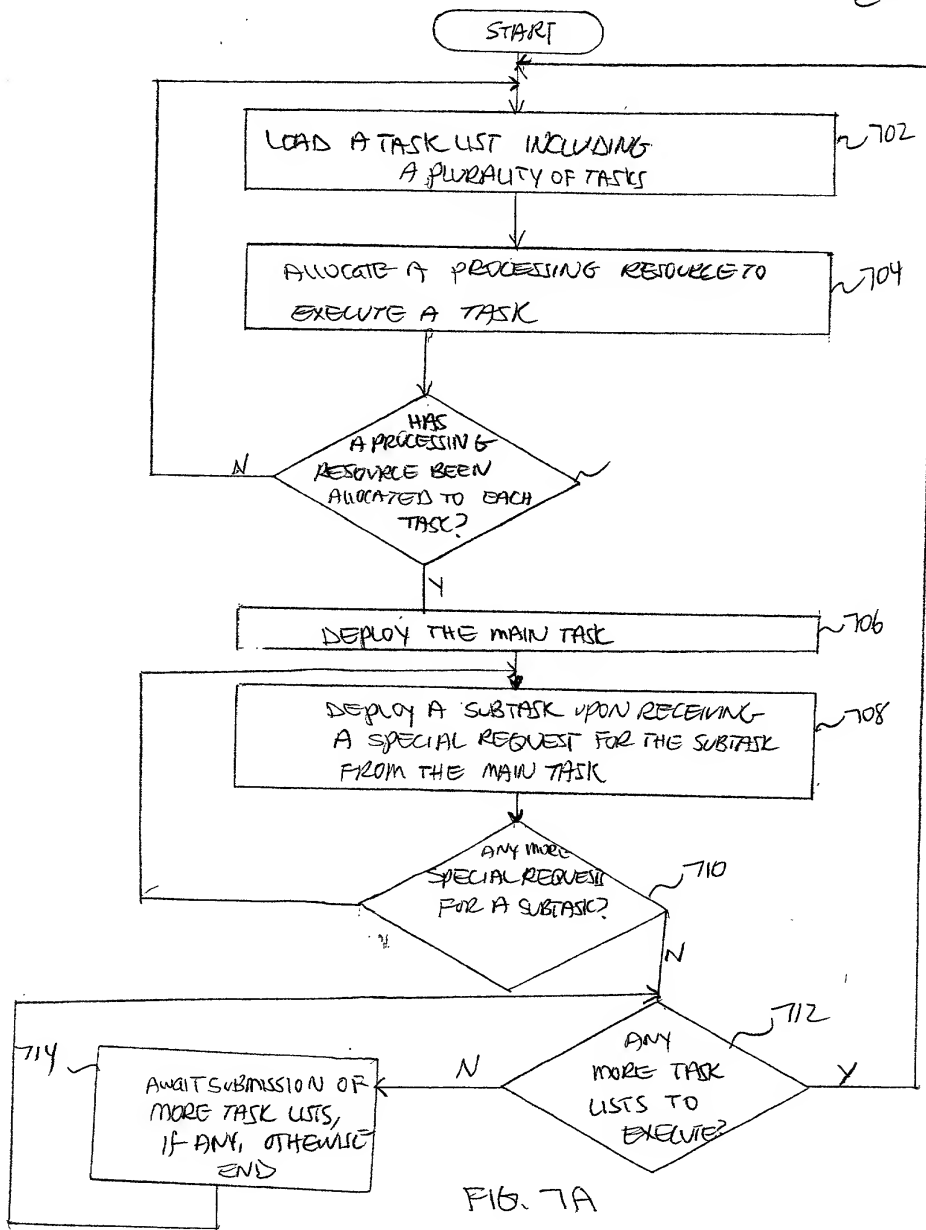 START
LOAD A TASK LIST INCLUDING
A PLURALITY OF TASKS
702
ALLOCATE A PROCESSING RESOURCE TO
EXECUTE A TASK
704
HAS
A PROCESSING
RESOURCE BEEN
ALLOCATED TO EACH
TASK?
N
Y
DEPLOY THE MAIN TASK
706
DEPLOY A SUBTASK UPON RECEIVING
A SPECIAL REQUEST FOR THE SUBTASK
FROM THE MAIN TASK
708
ANY MORE
SPECIAL REQUEST
FOR A SUBTASK?
710
N
ANY
MORE TASK
LISTS TO
EXECUTE?
712
N
Y
714
AWAIT SUBMISSION OF
MORE TASK LISTS,
IF ANY, OTHERWISE
END
FIG. 7A